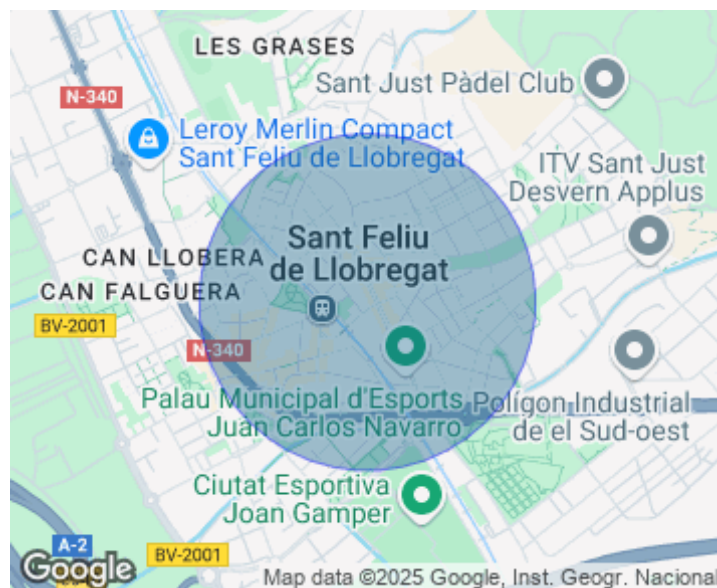 LES GRASES
Sant Just Pàdel Club
N-340
Leroy Merlin Compact
Sant Feliu de Llobregat
ITV Sant Just
Desvern Applus
Sant Feliu
de Llobregat
CAN LLOBERA
CAN FALGUERA
BV-2001
N-340
Palau Municipal d'Esports
Juan Carlos Navarro
Polígon Industrial
de el Sud-oest
Ciutat Esportiva
Joan Gamper
A-2
BV-2001
Google
Map data ©2025 Google, Inst. Geogr. Nacional